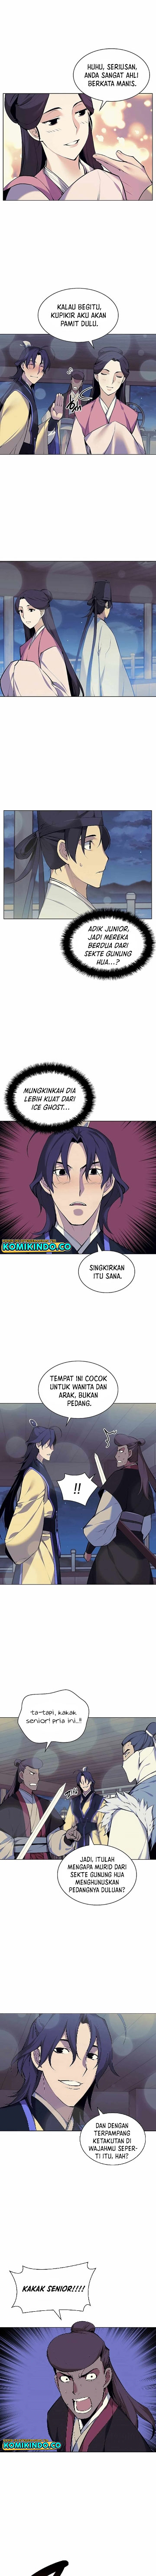 HUHU, SERIUSAN,
ANDA SANGAT AHLI
BERKATA MANIS.
KALAU BEGITU,
KUPIKIR AKU AKAN
PAMIT DULU.
ADIK JUNIOR,
JADI MEREKA
BERDUA DARI
SEKTE GUNUNG
HUA...?
MUNGKINKAH DIA
LEBIH KUAT DARI
ICE GHOST...
KOMIKINDO.CO
SINGKIRKAN
ITU SANA.
TEMPAT INI COCOK
UNTUK WANITA DAN
ARAK, BUKAN
PEDANG.
!!
ta-tapi, kakak
senior! pria ini..!!
JADI, ITULAH
MENGAPA MURID DARI
SEKTE GUNUNG HUA
MENGHUNUSKAN
PEDANGNYA DULUAN?
DAN DENGAN
TERPAMPANG
KETAKUTAN DI
WAJAHMU SEPER-
TI ITU, HAH?
KAKAK SENIOR!!!!
KOMIKINDO.CO